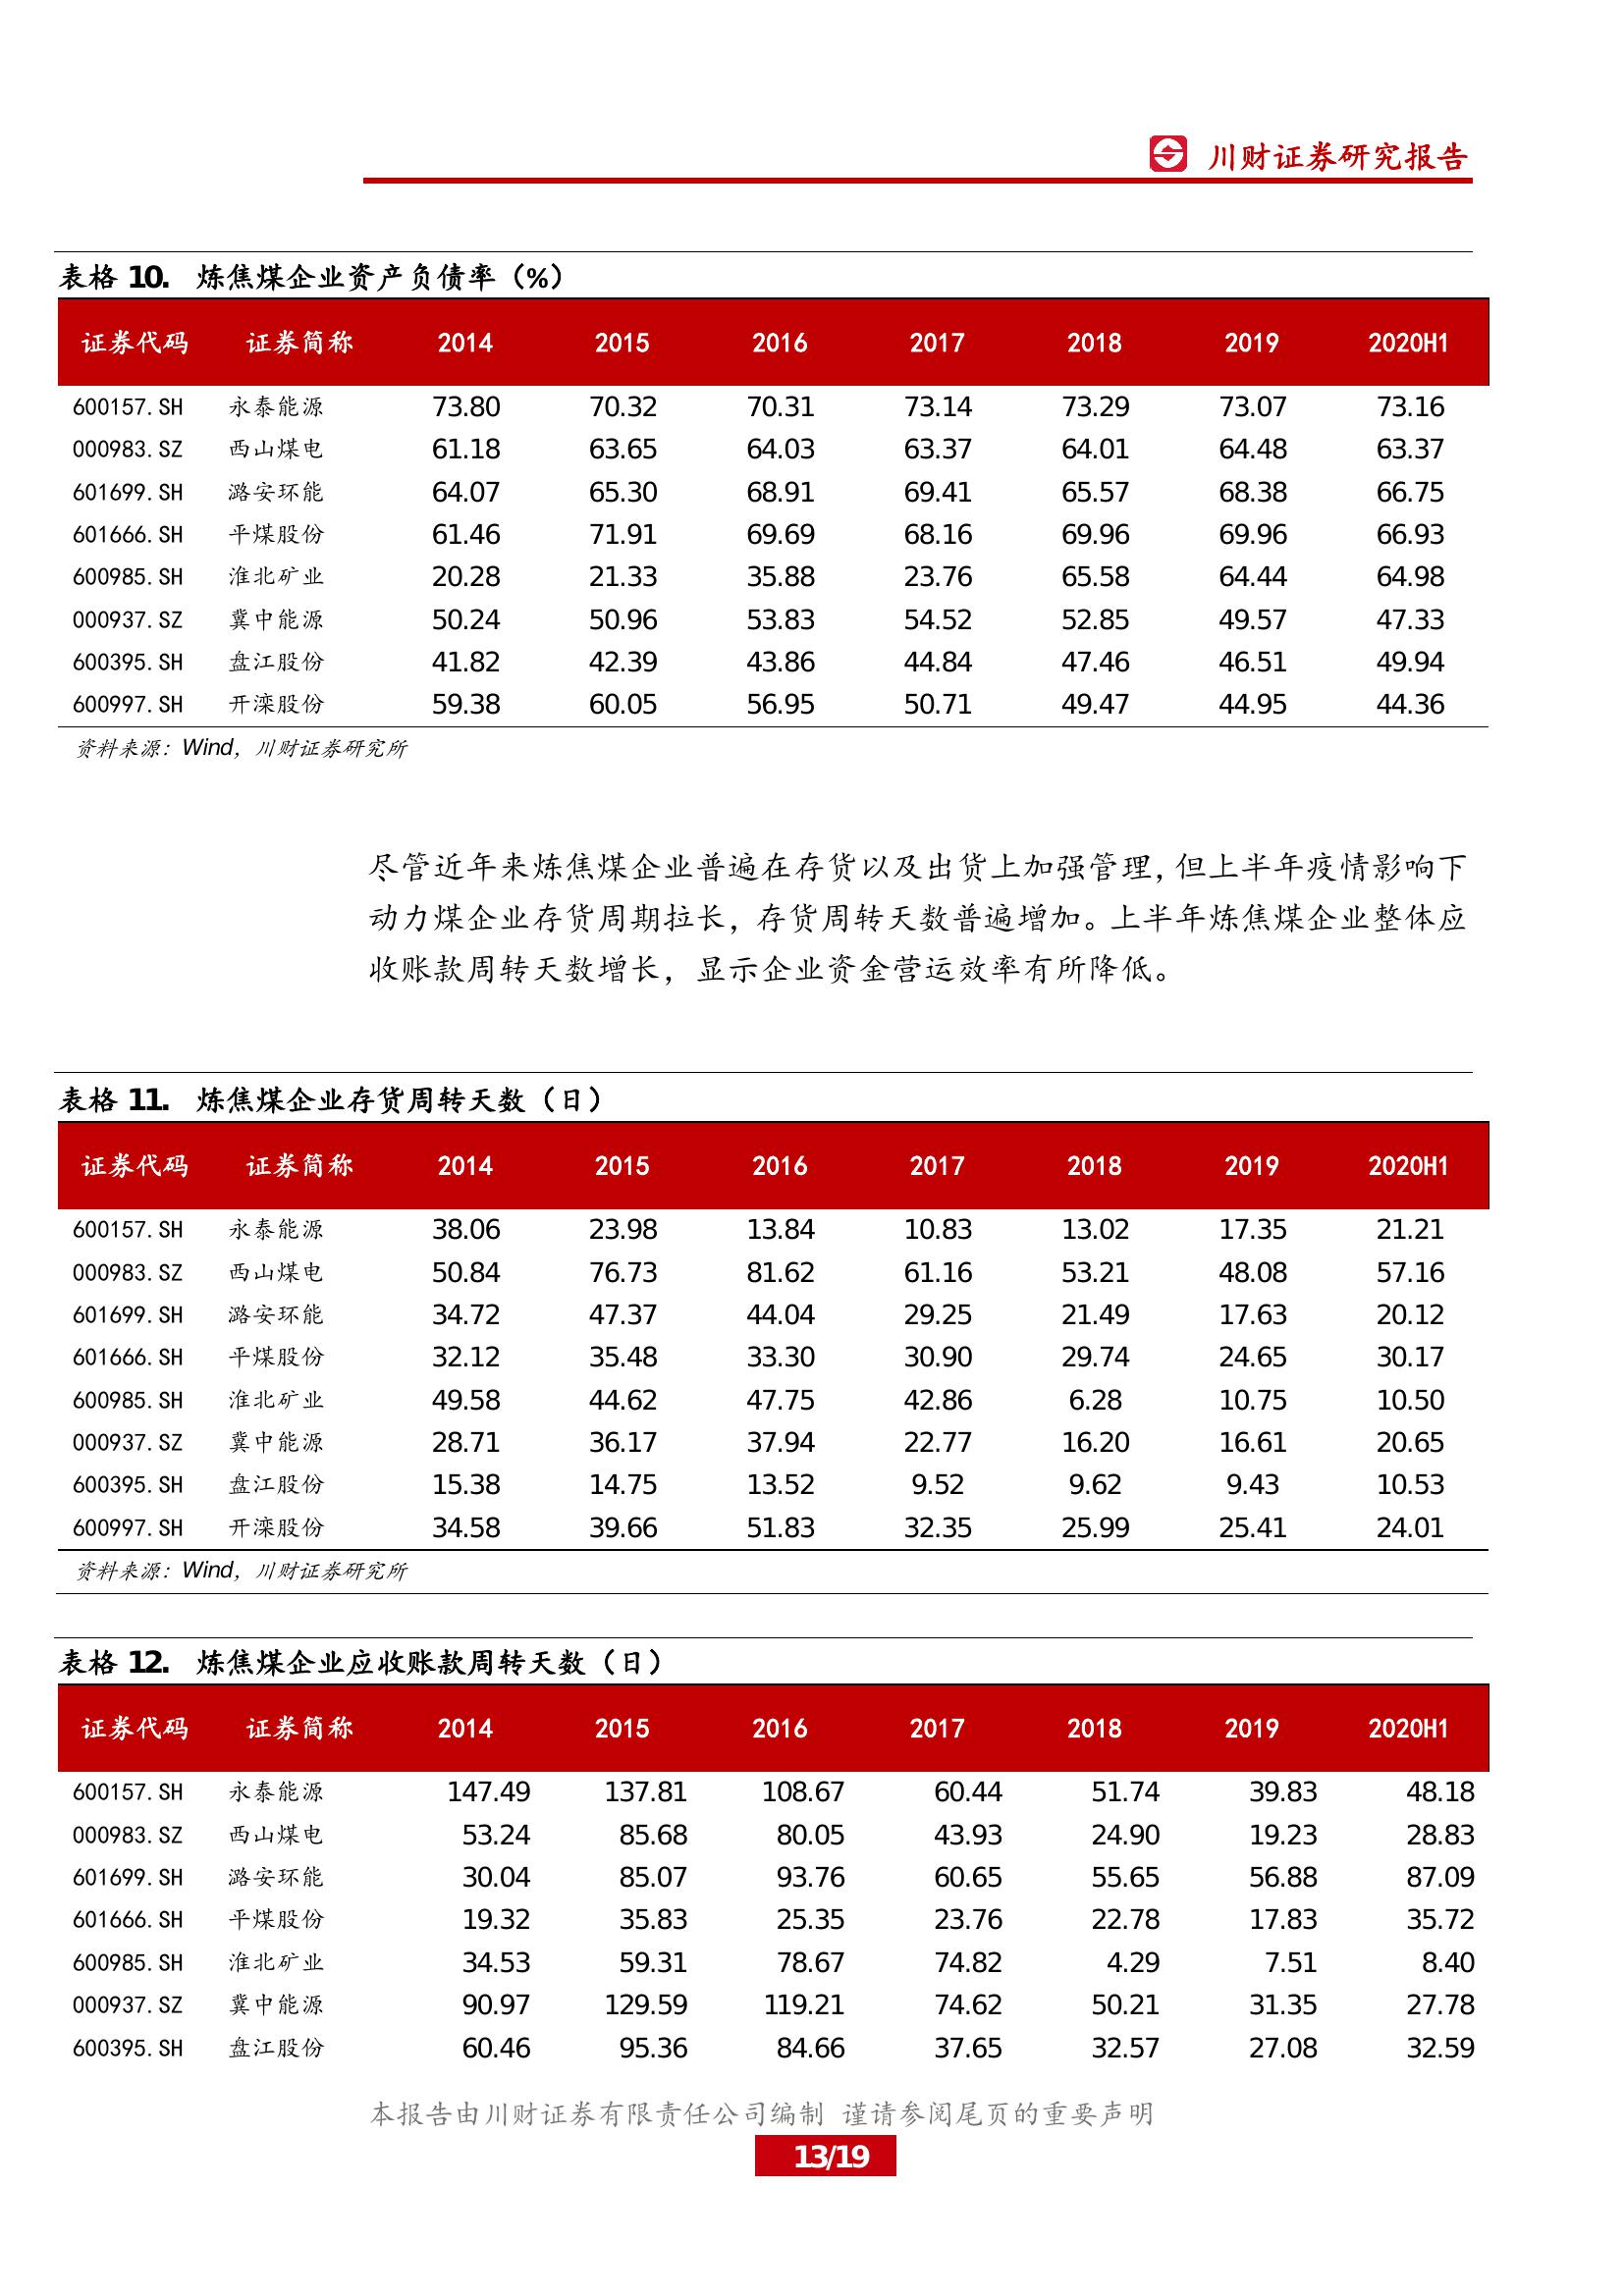 川财证券研究报告
表格 10. 炼焦煤企业资产负债率（%）
证券代码 证券简称 2014 2015 2016 2017 2018 2019 2020H1
600157.SH 永泰能源 73.80 70.32 70.31 73.14 73.29 73.07 73.16
000983.SZ 西山煤电 61.18 63.65 64.03 63.37 64.01 64.48 63.37
601699.SH 潞安环能 64.07 65.30 68.91 69.41 65.57 68.38 66.75
601666.SH 平煤股份 61.46 71.91 69.69 68.16 69.96 69.96 66.93
600985.SH 淮北矿业 20.28 21.33 35.88 23.76 65.58 64.44 64.98
000937.SZ 冀中能源 50.24 50.96 53.83 54.52 52.85 49.57 47.33
600395.SH 盘江股份 41.82 42.39 43.86 44.84 47.46 46.51 49.94
600997.SH 开滦股份 59.38 60.05 56.95 50.71 49.47 44.95 44.36
资料来源：Wind，川财证券研究所
尽管近年来炼焦煤企业普遍在存货以及出货上加强管理，但上半年疫情影响下
动力煤企业存货周期拉长，存货周转天数普遍增加。上半年炼焦煤企业整体应
收账款周转天数增长，显示企业资金营运效率有所降低。
表格 11. 炼焦煤企业存货周转天数（日）
证券代码 证券简称 2014 2015 2016 2017 2018 2019 2020H1
600157.SH 永泰能源 38.06 23.98 13.84 10.83 13.02 17.35 21.21
000983.SZ 西山煤电 50.84 76.73 81.62 61.16 53.21 48.08 57.16
601699.SH 潞安环能 34.72 47.37 44.04 29.25 21.49 17.63 20.12
601666.SH 平煤股份 32.12 35.48 33.30 30.90 29.74 24.65 30.17
600985.SH 淮北矿业 49.58 44.62 47.75 42.86 6.28 10.75 10.50
000937.SZ 冀中能源 28.71 36.17 37.94 22.77 16.20 16.61 20.65
600395.SH 盘江股份 15.38 14.75 13.52 9.52 9.62 9.43 10.53
600997.SH 开滦股份 34.58 39.66 51.83 32.35 25.99 25.41 24.01
资料来源：Wind，川财证券研究所
表格 12. 炼焦煤企业应收账款周转天数（日）
证券代码 证券简称 2014 2015 2016 2017 2018 2019 2020H1
600157.SH 永泰能源 147.49 137.81 108.67 60.44 51.74 39.83 48.18
000983.SZ 西山煤电 53.24 85.68 80.05 43.93 24.90 19.23 28.83
601699.SH 潞安环能 30.04 85.07 93.76 60.65 55.65 56.88 87.09
601666.SH 平煤股份 19.32 35.83 25.35 23.76 22.78 17.83 35.72
600985.SH 淮北矿业 34.53 59.31 78.67 74.82 4.29 7.51 8.40
000937.SZ 冀中能源 90.97 129.59 119.21 74.62 50.21 31.35 27.78
600395.SH 盘江股份 60.46 95.36 84.66 37.65 32.57 27.08 32.59
本报告由川财证券有限责任公司编制 谨请参阅尾页的重要声明
13/19